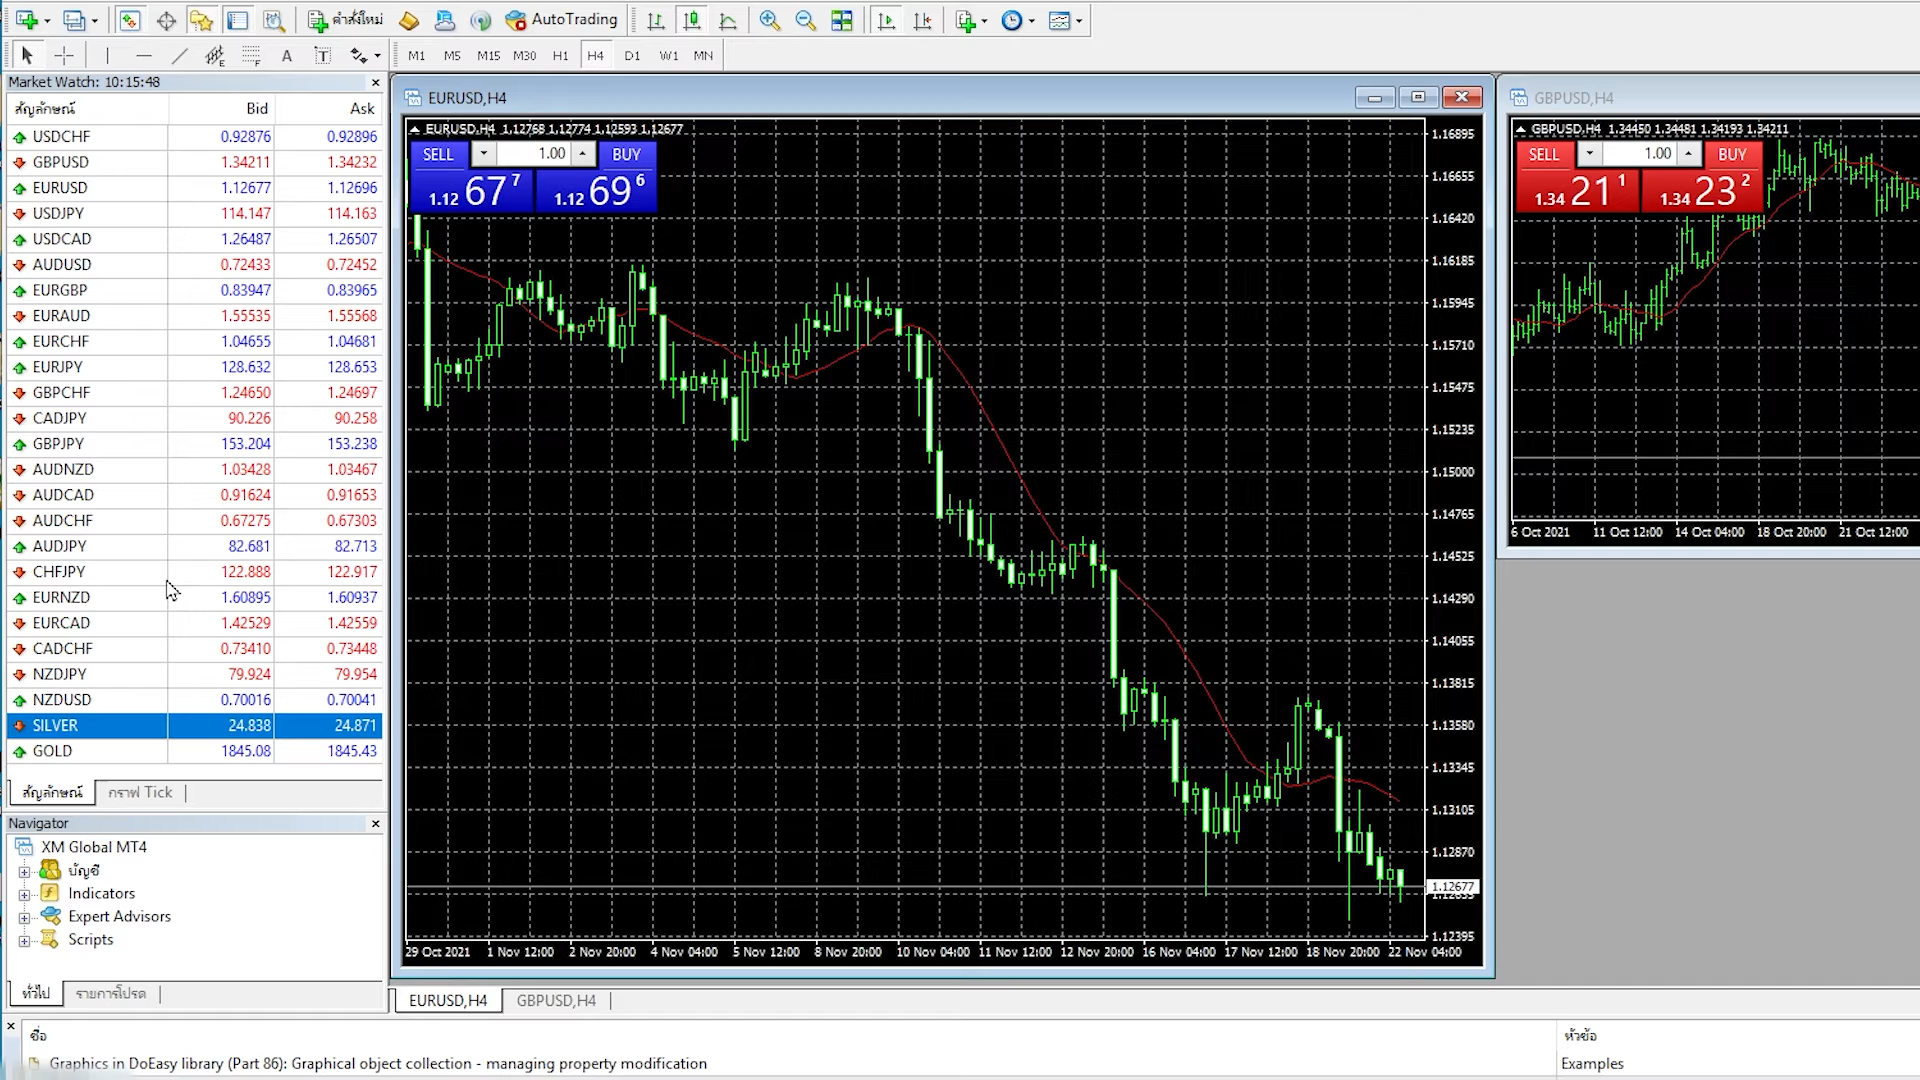 คำสั่งใหม่
AutoTrading
A
T
M1 M5 M15 M30 H1 H4 D1 W1 MN
Market Watch: 10:15:48
สัญลักษณ์ Bid Ask
USDCHF 0.92876 0.92896
GBPUSD 1.34211 1.34232
EURUSD 1.12677 1.12696
USDJPY 114.147 114.163
USDCAD 1.26487 1.26507
AUDUSD 0.72433 0.72452
EURGBP 0.83947 0.83965
EURAUD 1.55535 1.55568
EURCHF 1.04655 1.04681
EURJPY 128.632 128.653
GBPCHF 1.24650 1.24697
CADJPY 90.226 90.258
GBPJPY 153.204 153.238
AUDNZD 1.03428 1.03467
AUDCAD 0.91624 0.91653
AUDCHF 0.67275 0.67303
AUDJPY 82.681 82.713
CHFJPY 122.888 122.917
EURNZD 1.60895 1.60937
EURCAD 1.42529 1.42559
CADCHF 0.73410 0.73448
NZDJPY 79.924 79.954
NZDUSD 0.70016 0.70041
SILVER 24.838 24.871
GOLD 1845.08 1845.43
สัญลักษณ์ กราฟ Tick
Navigator
XM Global MT4
บัญชี
Indicators
Expert Advisors
Scripts
ทั่วไป รายการโปรด
EURUSD,H4
EURUSD,H4 1.12768 1.12774 1.12593 1.12677
SELL 1.00 BUY
1.12 67 7 1.12 69 6
1.16895
1.16655
1.16420
1.16185
1.15945
1.15710
1.15475
1.15235
1.15000
1.14765
1.14525
1.14290
1.14055
1.13815
1.13580
1.13345
1.13105
1.12870
1.12677
1.12395
29 Oct 2021 1 Nov 12:00 2 Nov 20:00 4 Nov 04:00 5 Nov 12:00 8 Nov 20:00 10 Nov 04:00 11 Nov 12:00 12 Nov 20:00 16 Nov 04:00 17 Nov 12:00 18 Nov 20:00 22 Nov 04:00
GBPUSD,H4
GBPUSD,H4 1.34450 1.34481 1.34193 1.34211
SELL 1.00 BUY
1.34 21 1 1.34 23 2
6 Oct 2021 11 Oct 12:00 14 Oct 04:00 18 Oct 20:00 21 Oct 12:00
EURUSD,H4 GBPUSD,H4
ชื่อ หัวข้อ
Graphics in DoEasy library (Part 86): Graphical object collection - managing property modification Examples